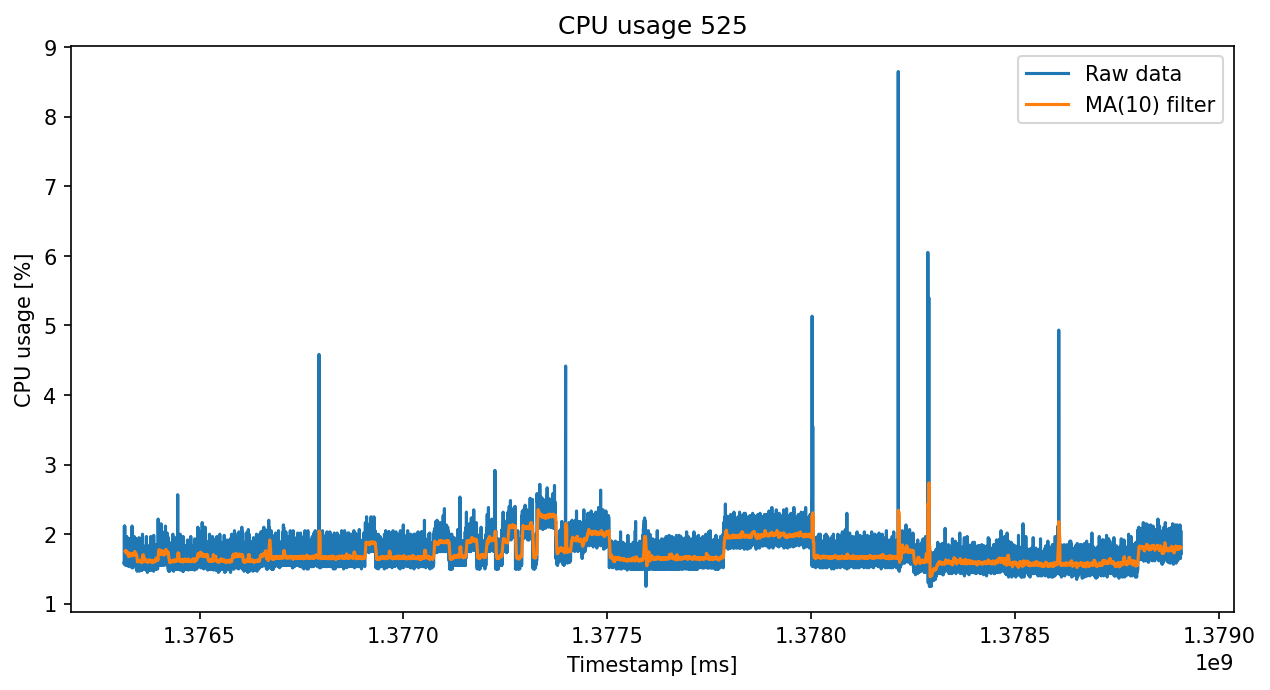 CPU usage 525
Raw data
MA(10) filter
CPU usage [%]
9
8
7
6
5
4
3
2
1
1.3765
1.3770
1.3775
1.3780
1.3785
1.3790
1e9
Timestamp [ms]